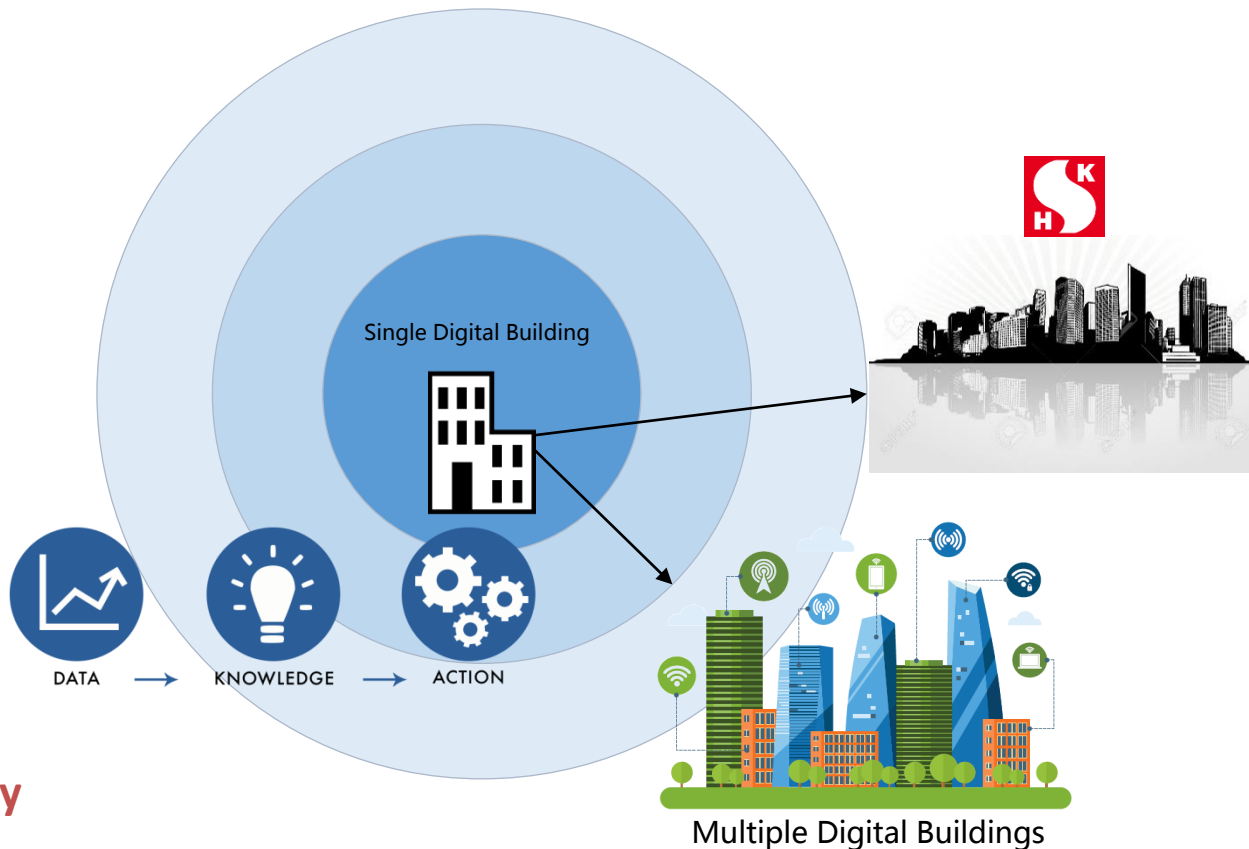 K
S
H
Single Digital Building
DATA
KNOWLEDGE
ACTION
y
Multiple Digital Buildings